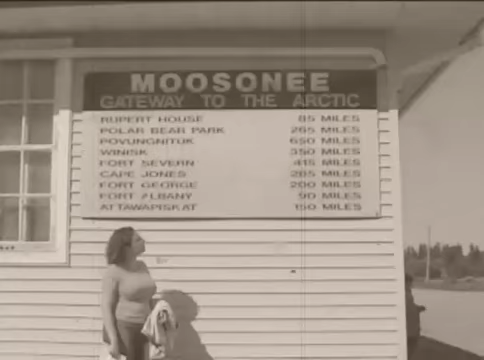 MOOSONEE
GATEWAY TO THE ARCTIC
RUPERT HOUSE 85 MILES
POLAR BEAR PARK 265 MILES
POVUNGNITUK 650 MILES
WINISK 350 MILES
FORT SEVERN 415 MILES
CAPE JONES 285 MILES
FORT GEORGE 200 MILES
FORT ALBANY 90 MILES
ATTAWAPISKAT 150 MILES